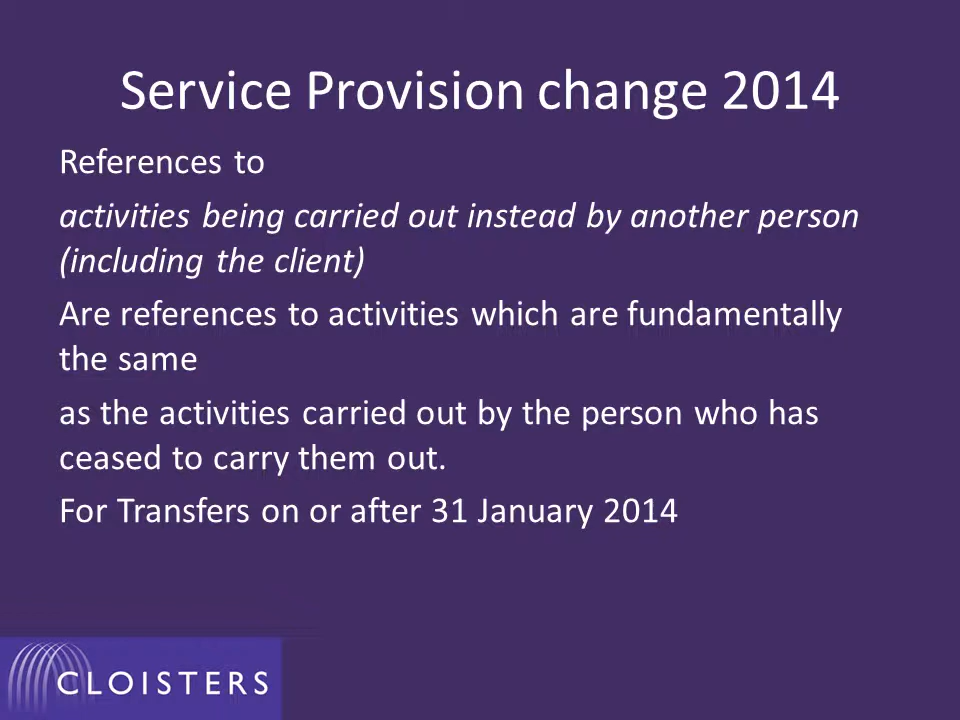 Service Provision change 2014
References to
activities being carried out instead by another person
(including the client)
Are references to activities which are fundamentally
the same
as the activities carried out by the person who has
ceased to carry them out.
For Transfers on or after 31 January 2014
CLOISTERS